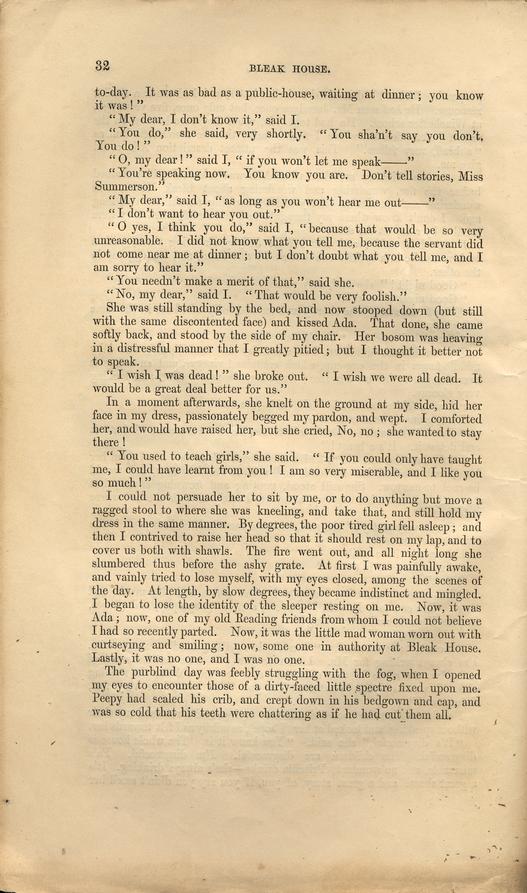 32 BLEAK HOUSE.
to-day. It was as bad as a public-house, waiting at dinner; you know
it was!"
"My dear, I don't know it," said I.
"You do," she said, very shortly. "You sha'n't say you don't.
You do!"
"O, my dear!" said I, "if you won't let me speak——"
"You're speaking now. You know you are. Don't tell stories, Miss
Summerson."
"My dear," said I, "as long as you won't hear me out——"
"I don't want to hear you out."
"O yes, I think you do," said I, "because that would be so very
unreasonable. I did not know what you tell me, because the servant did
not come near me at dinner; but I don't doubt what you tell me, and I
am sorry to hear it."
"You needn't make a merit of that," said she.
"No, my dear," said I. "That would be very foolish."
She was still standing by the bed, and now stooped down (but still
with the same discontented face) and kissed Ada. That done, she came
softly back, and stood by the side of my chair. Her bosom was heaving
in a distressful manner that I greatly pitied; but I thought it better not
to speak.
"I wish I was dead!" she broke out. "I wish we were all dead. It
would be a great deal better for us."
In a moment afterwards, she knelt on the ground at my side, hid her
face in my dress, passionately begged my pardon, and wept. I comforted
her, and would have raised her, but she cried, No, no; she wanted to stay
there!
"You used to teach girls," she said. "If you could only have taught
me, I could have learnt from you! I am so very miserable, and I like you
so much!"
I could not persuade her to sit by me, or to do anything but move a
ragged stool to where she was kneeling, and take that, and still hold my
dress in the same manner. By degrees, the poor tired girl fell asleep; and
then I contrived to raise her head so that it should rest on my lap, and to
cover us both with shawls. The fire went out, and all night long she
slumbered thus before the ashy grate. At first I was painfully awake,
and vainly tried to lose myself, with my eyes closed, among the scenes of
the day. At length, by slow degrees, they became indistinct and mingled.
I began to lose the identity of the sleeper resting on me. Now, it was
Ada; now, one of my old Reading friends from whom I could not believe
I had so recently parted. Now, it was the little mad woman worn out with
curtseying and smiling; now, some one in authority at Bleak House.
Lastly, it was no one, and I was no one.
The purblind day was feebly struggling with the fog, when I opened
my eyes to encounter those of a dirty-faced little spectre fixed upon me.
Peepy had scaled his crib, and crept down in his bedgown and cap, and
was so cold that his teeth were chattering as if he had cut them all.